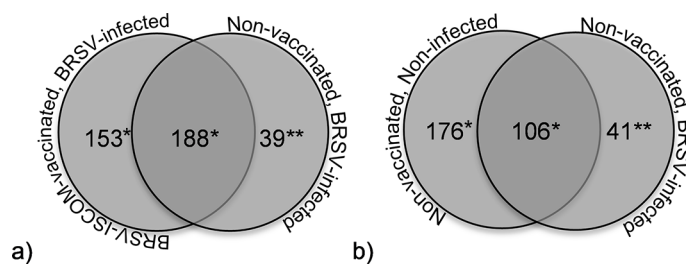 BRSV-ISCOM-vaccinated, BRSV-infected
Non-vaccinated, BRSV-infected
153*
188*
39**
a)
Non-vaccinated, Non-infected
Non-vaccinated, BRSV-infected
176*
106*
41**
b)